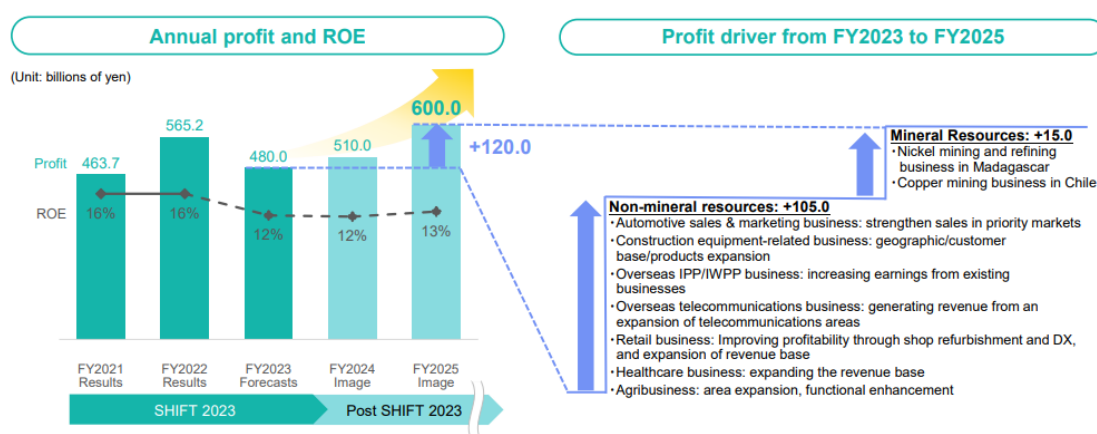 Annual profit and ROE
(Unit: billions of yen)
Profit
ROE
463.7
565.2
480.0
510.0
600.0
+120.0
16%
16%
12%
12%
13%
FY2021
Results
FY2022
Results
FY2023
Forecasts
FY2024
Image
FY2025
Image
SHIFT 2023
Post SHIFT 2023
Profit driver from FY2023 to FY2025
Mineral Resources: +15.0
・Nickel mining and refining
business in Madagascar
・Copper mining business in Chile
Non-mineral resources: +105.0
・Automotive sales & marketing business: strengthen sales in priority markets
・Construction equipment-related business: geographic/customer
base/products expansion
・Overseas IPP/IWPP business: increasing earnings from existing
businesses
・Overseas telecommunications business: generating revenue from an
expansion of telecommunications areas
・Retail business: Improving profitability through shop refurbishment and DX,
and expansion of revenue base
・Healthcare business: expanding the revenue base
・Agribusiness: area expansion, functional enhancement